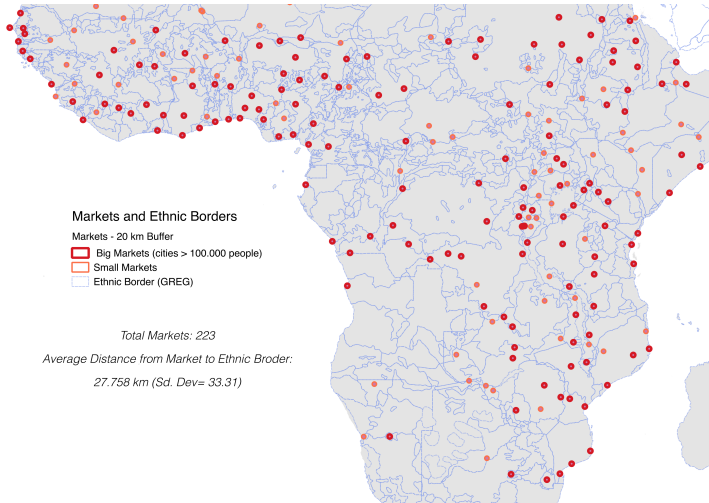 Markets and Ethnic Borders
Markets - 20 km Buffer
Big Markets (cities > 100.000 people)
Small Markets
Ethnic Border (GREG)
Total Markets: 223
Average Distance from Market to Ethnic Broder:
27.758 km (Sd. Dev= 33.31)